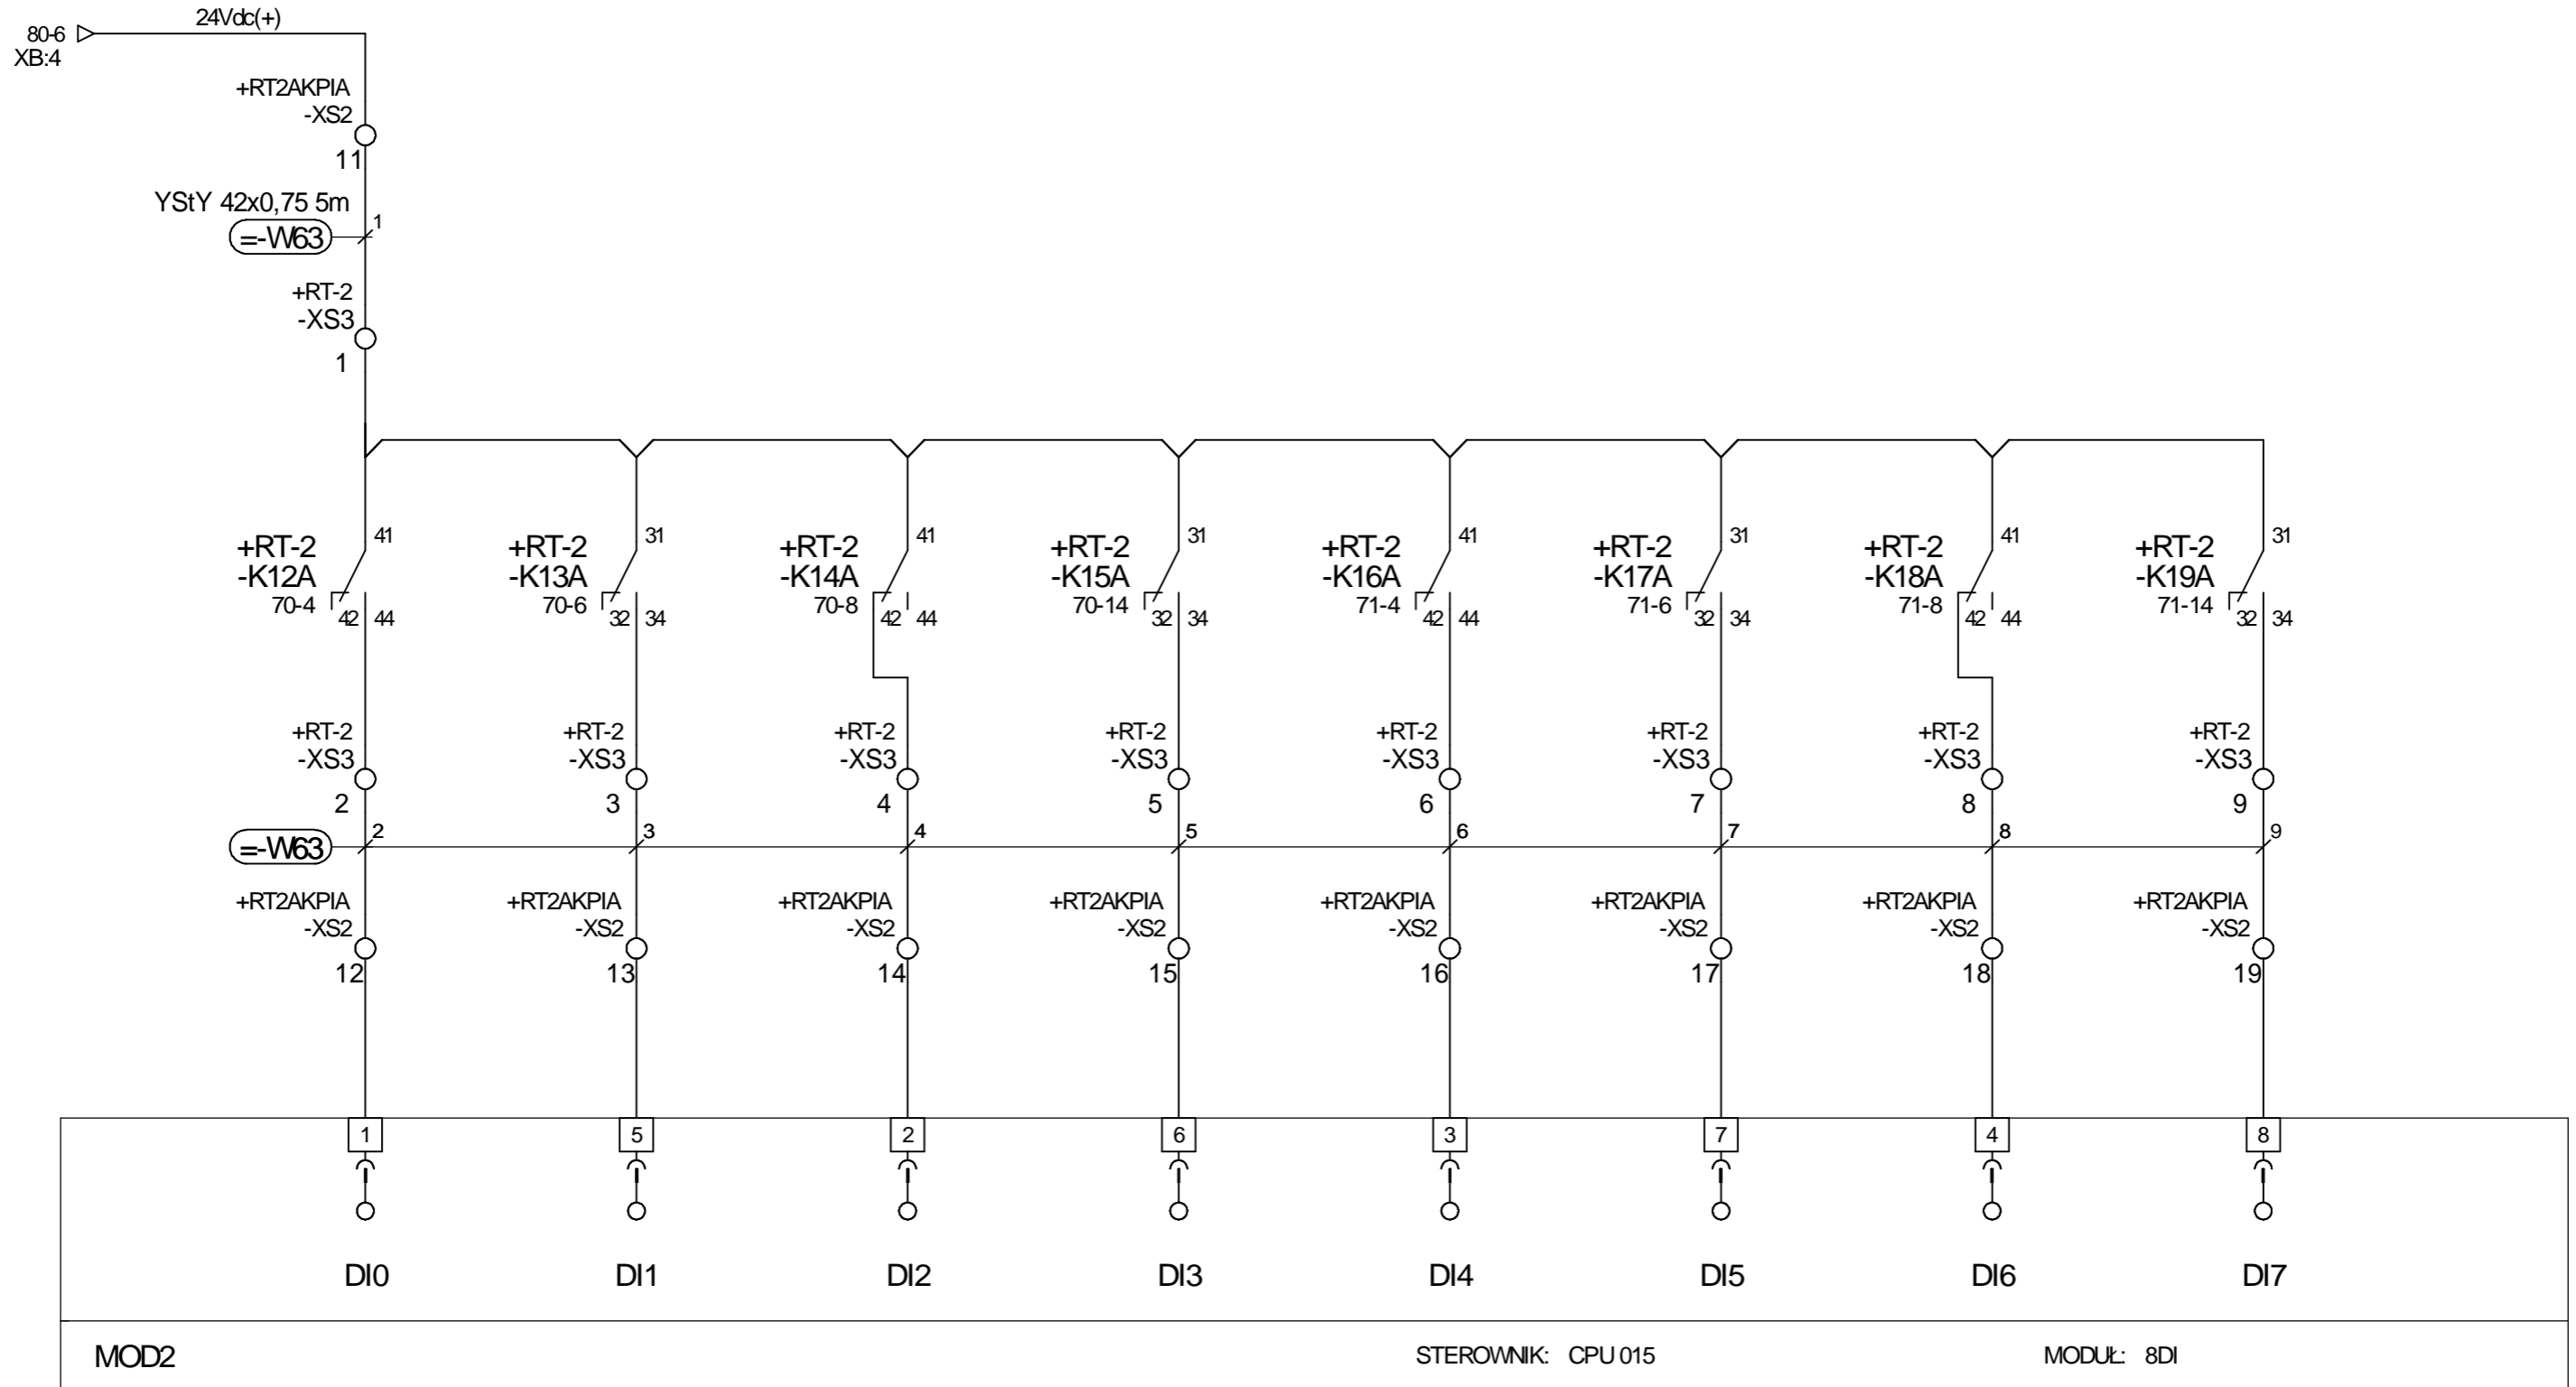 24Vdc(+)
80-6
XB:4
+RT2AKPIA
-XS2
11
YStY 42x0,75 5m
1
=-W63
+RT-2
-XS3
1
41 31 41 31 41 31 41 31
+RT-2 +RT-2 +RT-2 +RT-2 +RT-2 +RT-2 +RT-2 +RT-2
-K12A -K13A -K14A -K15A -K16A -K17A -K18A -K19A
70-4 70-6 70-8 70-14 71-4 71-6 71-8 71-14
42 44 32 34 42 44 32 34 42 44 32 34 42 44 32 34
+RT-2 +RT-2 +RT-2 +RT-2 +RT-2 +RT-2 +RT-2 +RT-2
-XS3 -XS3 -XS3 -XS3 -XS3 -XS3 -XS3 -XS3
2 3 4 5 6 7 8 9
2 3 4 5 6 7 8 9
=-W63
+RT2AKPIA +RT2AKPIA +RT2AKPIA +RT2AKPIA +RT2AKPIA +RT2AKPIA +RT2AKPIA +RT2AKPIA
-XS2 -XS2 -XS2 -XS2 -XS2 -XS2 -XS2 -XS2
12 13 14 15 16 17 18 19
1 5 2 6 3 7 4 8
DI0 DI1 DI2 DI3 DI4 DI5 DI6 DI7
MOD2 STEROWNIK: CPU 015 MODUŁ: 8DI